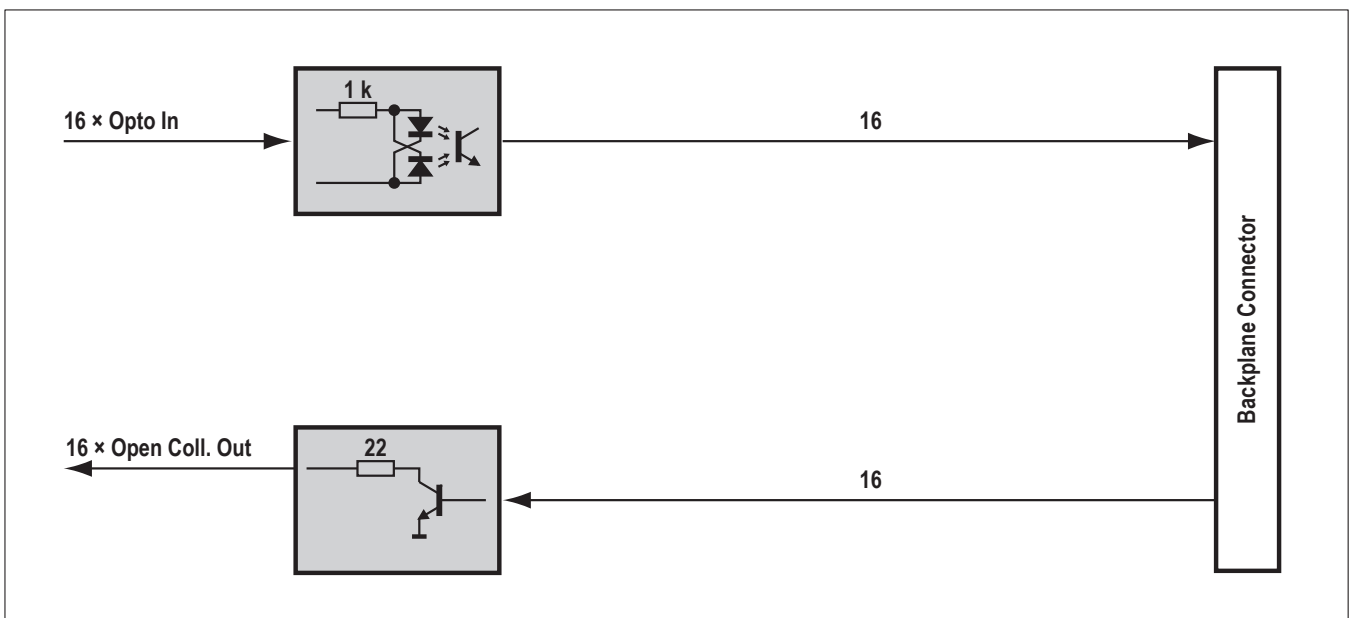 1 k
16 × Opto In
16
Backplane Connector
16 × Open Coll. Out
22
16